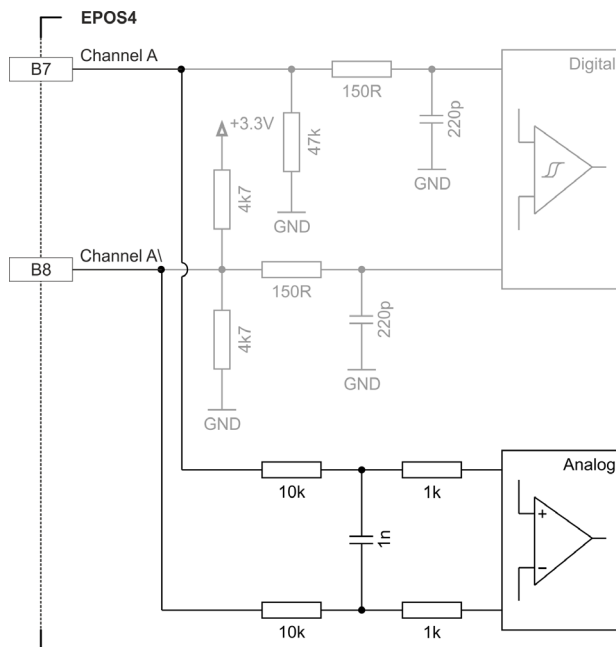 EPOS4
B7
Channel A
Digital
150R
220p
+3.3V
47k
GND
4k7
GND
B8
Channel A\
150R
4k7
220p
GND
GND
Analog
10k
1k
+
1n
−
10k
1k